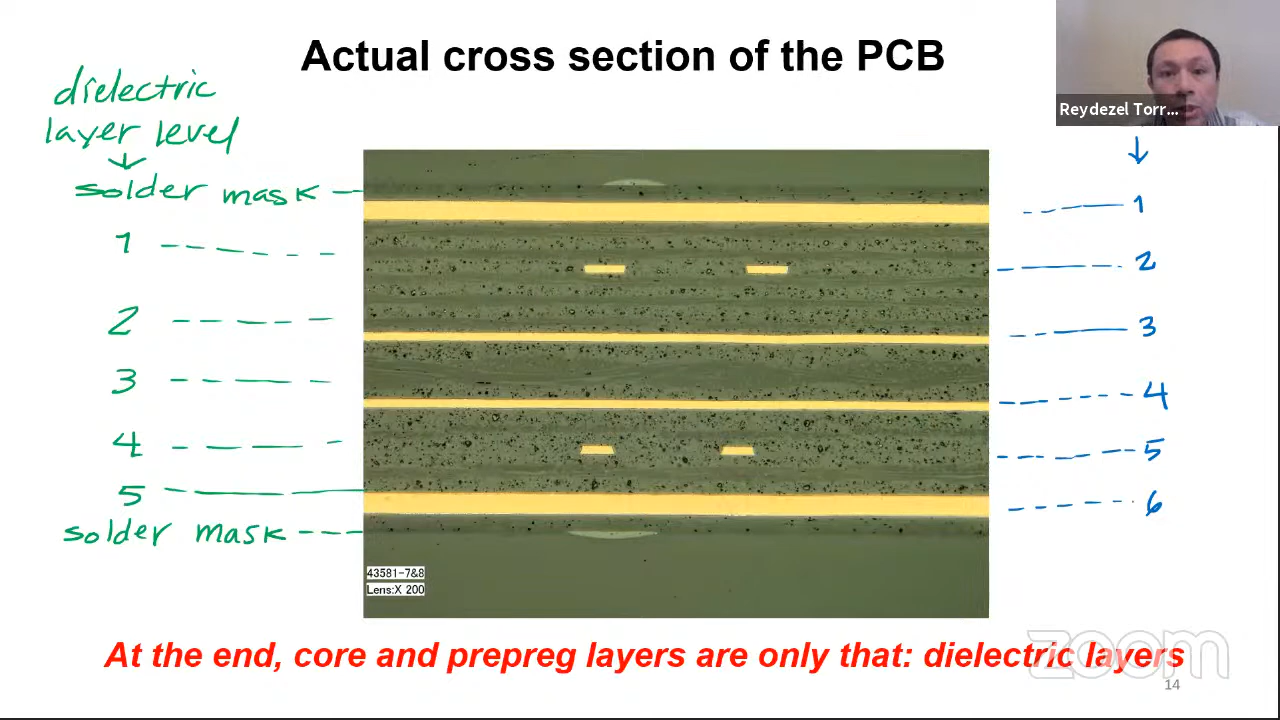 Actual cross section of the PCB
Reydezel Torr...
dielectric
layer level
solder mask
1
2
3
4
5
solder mask
1
2
3
4
5
6
43581-7&8
Lens:X 200
At the end, core and prepreg layers are only that: dielectric layers
zoom
14